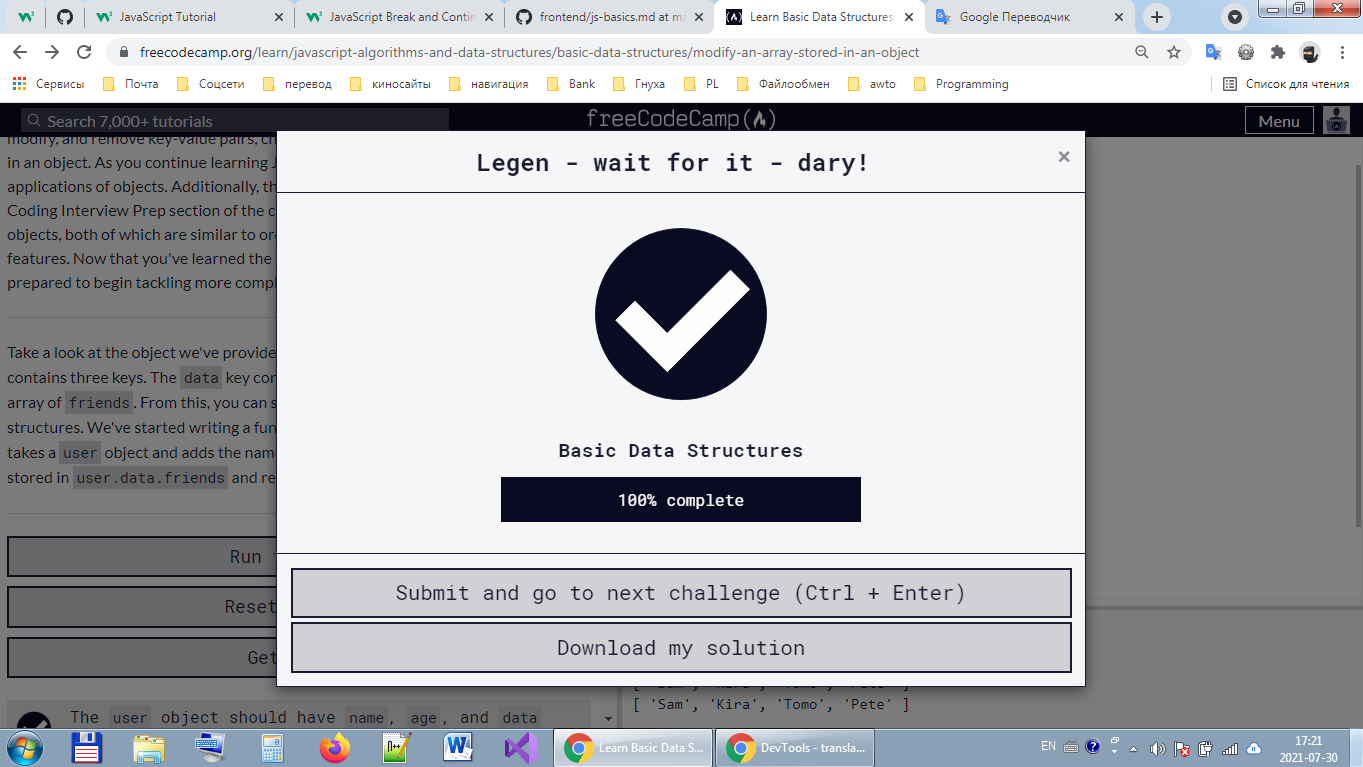 JavaScript Tutorial
JavaScript Break and Contin
frontend/js-basics.md at ma
Learn Basic Data Structures
Google Переводчик
freecodecamp.org/learn/javascript-algorithms-and-data-structures/basic-data-structures/modify-an-array-stored-in-an-object
Сервисы Почта Соцсети перевод киносайты навигация Bank Гнуха PL Файлообмен awto Programming Список для чтения
Search 7,000+ tutorials
freeCodeCamp
Menu
modify, and remove key-value pairs, ch
in an object. As you continue learning J
applications of objects. Additionally, th
Coding Interview Prep section of the c
objects, both of which are similar to or
features. Now that you've learned the
prepared to begin tackling more compl
Take a look at the object we've provide
contains three keys. The data key con
array of friends. From this, you can s
structures. We've started writing a fun
takes a user object and adds the nam
stored in user.data.friends and re
Run
Reset
Get
The user object should have name, age, and data
Legen - wait for it - dary!
×
Basic Data Structures
100% complete
Submit and go to next challenge (Ctrl + Enter)
Download my solution
[ 'Sam', 'Kira', 'Tomo', 'Pete' ]
[ 'Sam', 'Kira', 'Tomo', 'Pete' ]
Learn Basic Data S...
DevTools - transla...
EN
17:21
2021-07-30